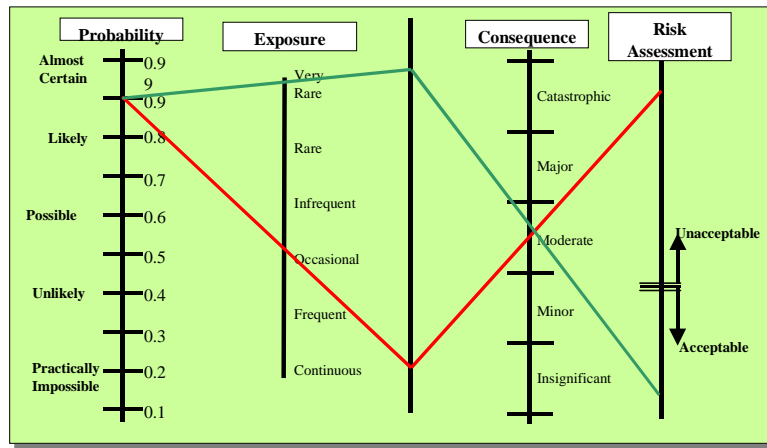 Probability
Exposure
Consequence
Risk
Assessment
Almost
Certain
Likely
Possible
Unlikely
Practically
Impossible
0.9
9
0.9
0.8
0.7
0.6
0.5
0.4
0.3
0.2
0.1
Very
Rare
Rare
Infrequent
Occasional
Frequent
Continuous
Catastrophic
Major
Moderate
Minor
Insignificant
Unacceptable
Acceptable